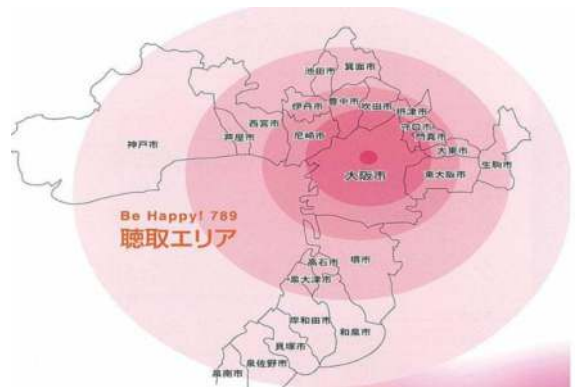 箕面市
池田市
豊中市
伊丹市
吹田市
摂津市
西宮市
守口市
門真市
芦屋市
尼崎市
大東市
神戸市
生駒市
大阪市
東大阪市
Be Happy! 789
聴取エリア
高石市
堺市
泉大津市
岸和田市
和泉市
貝塚市
泉佐野市
泉南市